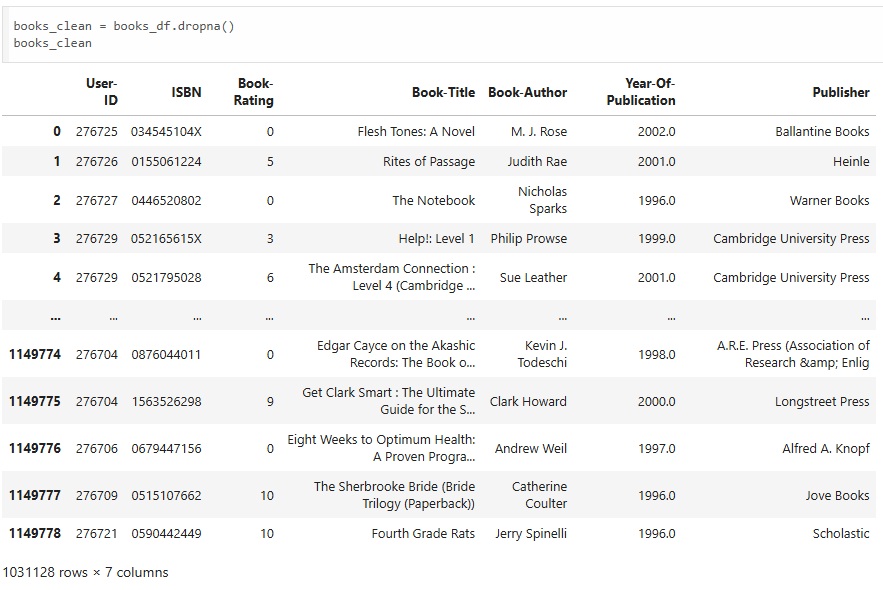 books_clean = books_df.dropna()
books_clean
User-ID ISBN Book-Rating Book-Title Book-Author Year-Of-Publication Publisher
0 276725 034545104X 0 Flesh Tones: A Novel M. J. Rose 2002.0 Ballantine Books
1 276726 0155061224 5 Rites of Passage Judith Rae 2001.0 Heinle
2 276727 0446520802 0 The Notebook Nicholas Sparks 1996.0 Warner Books
3 276729 052165615X 3 Help!: Level 1 Philip Prowse 1999.0 Cambridge University Press
4 276729 0521795028 6 The Amsterdam Connection : Level 4 (Cambridge ... Sue Leather 2001.0 Cambridge University Press
... ... ... ... ... ... ... ...
1149774 276704 0876044011 0 Edgar Cayce on the Akashic Records: The Book o... Kevin J. Todeschi 1998.0 A.R.E. Press (Association of Research &amp; Enlig
1149775 276704 1563526298 9 Get Clark Smart : The Ultimate Guide for the S... Clark Howard 2000.0 Longstreet Press
1149776 276706 0679447156 0 Eight Weeks to Optimum Health: A Proven Progra... Andrew Weil 1997.0 Alfred A. Knopf
1149777 276709 0515107662 10 The Sherbrooke Bride (Bride Trilogy (Paperback)) Catherine Coulter 1996.0 Jove Books
1149778 276721 0590442449 10 Fourth Grade Rats Jerry Spinelli 1996.0 Scholastic
1031128 rows × 7 columns